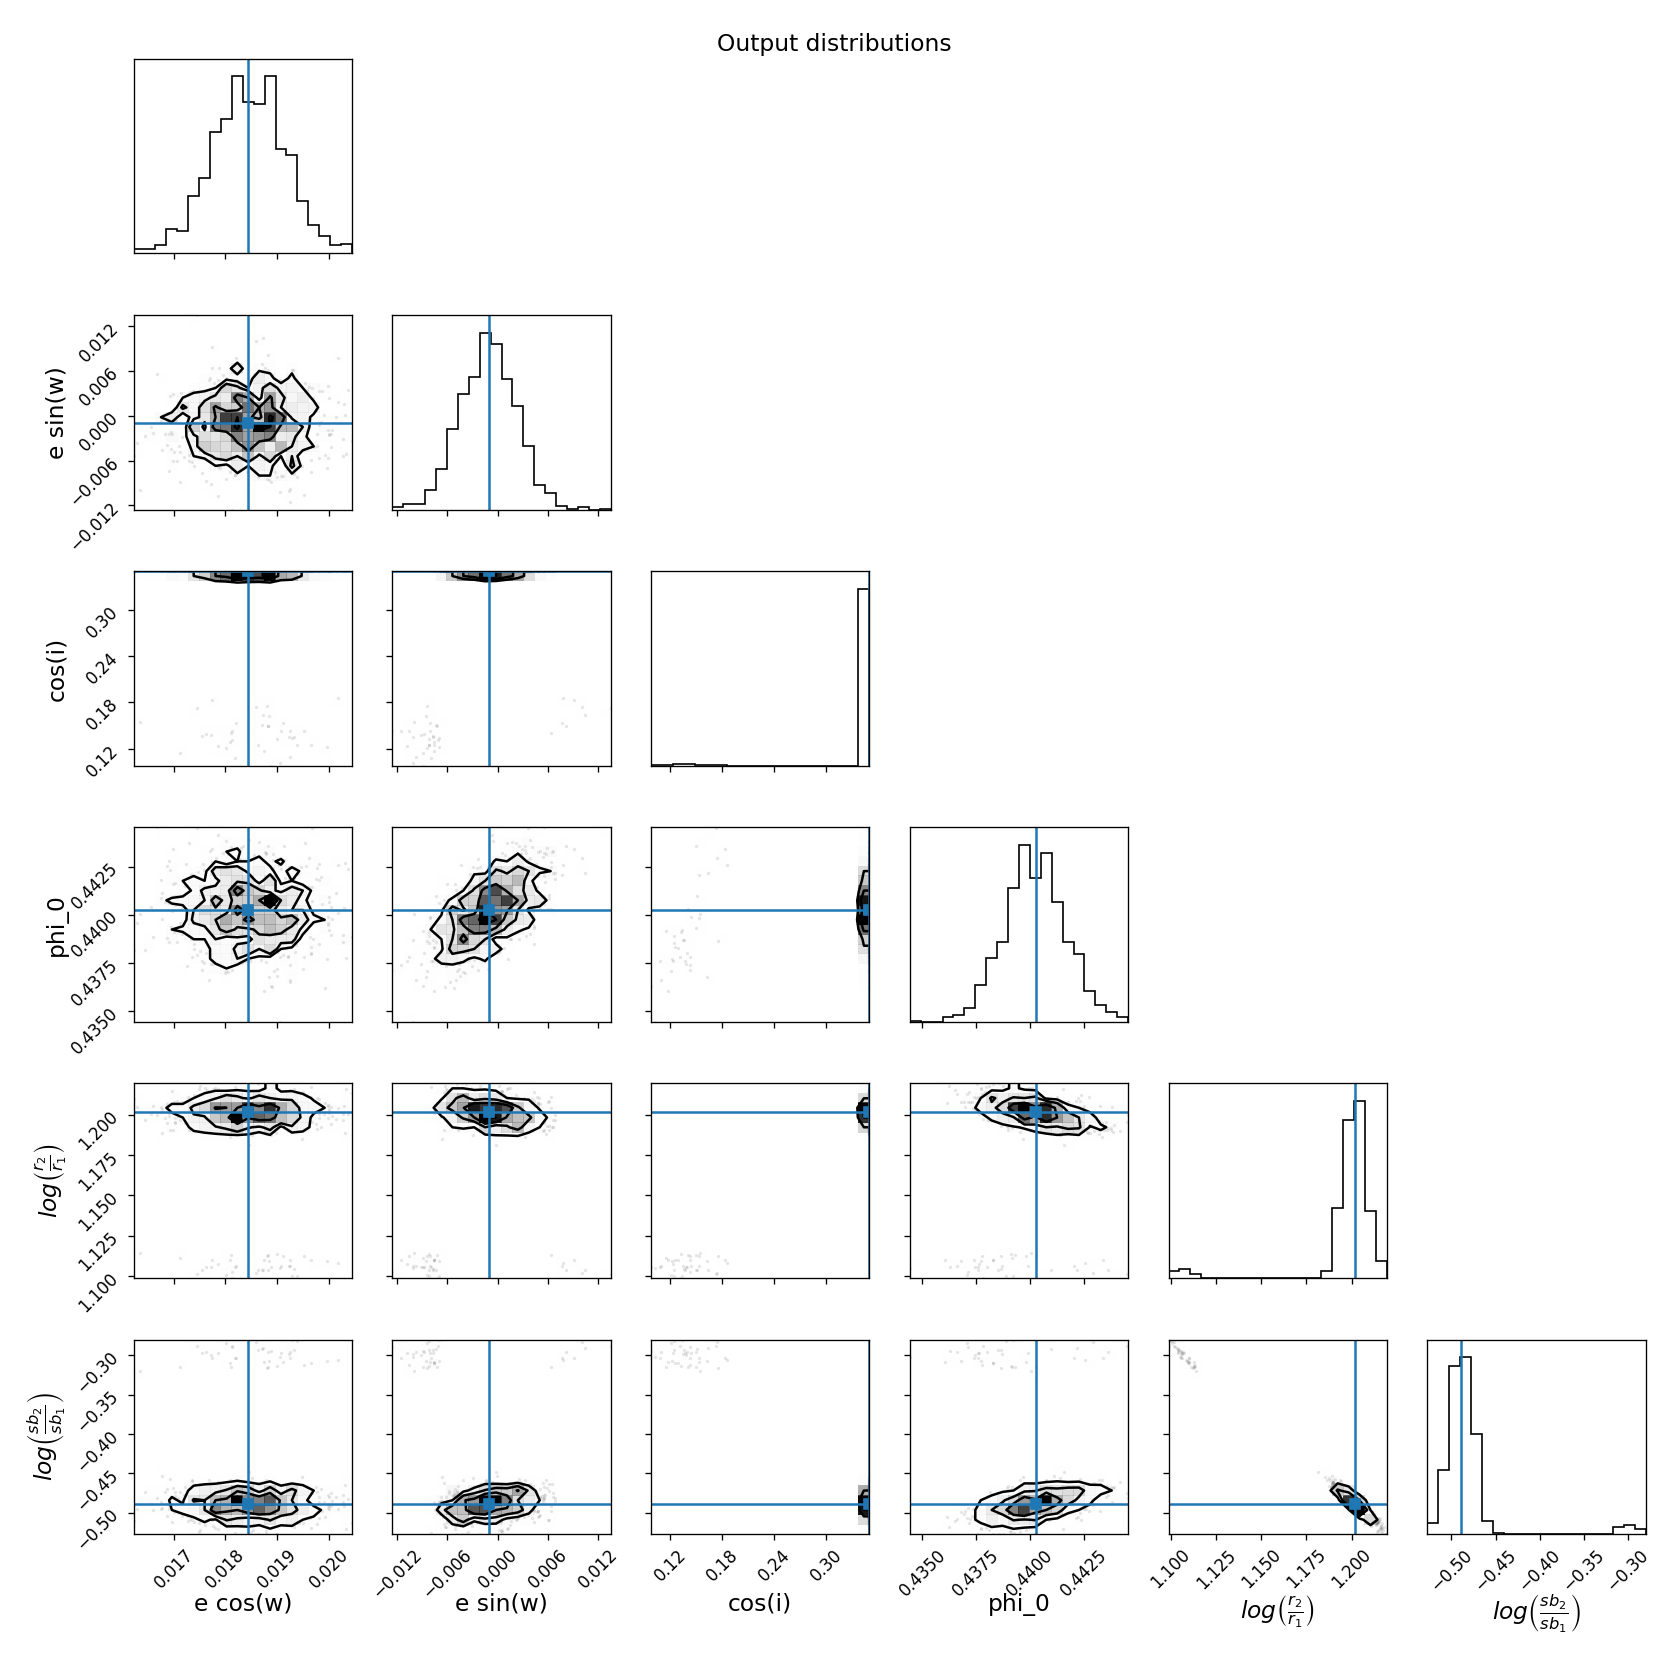 Output distributions
e sin(w)
0.012
0.006
0.000
−0.006
−0.012
cos(i)
0.30
0.24
0.18
0.12
phi_0
0.4425
0.4400
0.4375
0.4350
log(r2/r1)
1.200
1.175
1.150
1.125
1.100
log(sb2/sb1)
−0.30
−0.35
−0.40
−0.45
−0.50
0.017 0.018 0.019 0.020
e cos(w)
−0.012 −0.006 0.000 0.006 0.012
e sin(w)
0.12 0.18 0.24 0.30
cos(i)
0.4350 0.4375 0.4400 0.4425
phi_0
1.100 1.125 1.150 1.175 1.200
log(r2/r1)
−0.50 −0.45 −0.40 −0.35 −0.30
log(sb2/sb1)